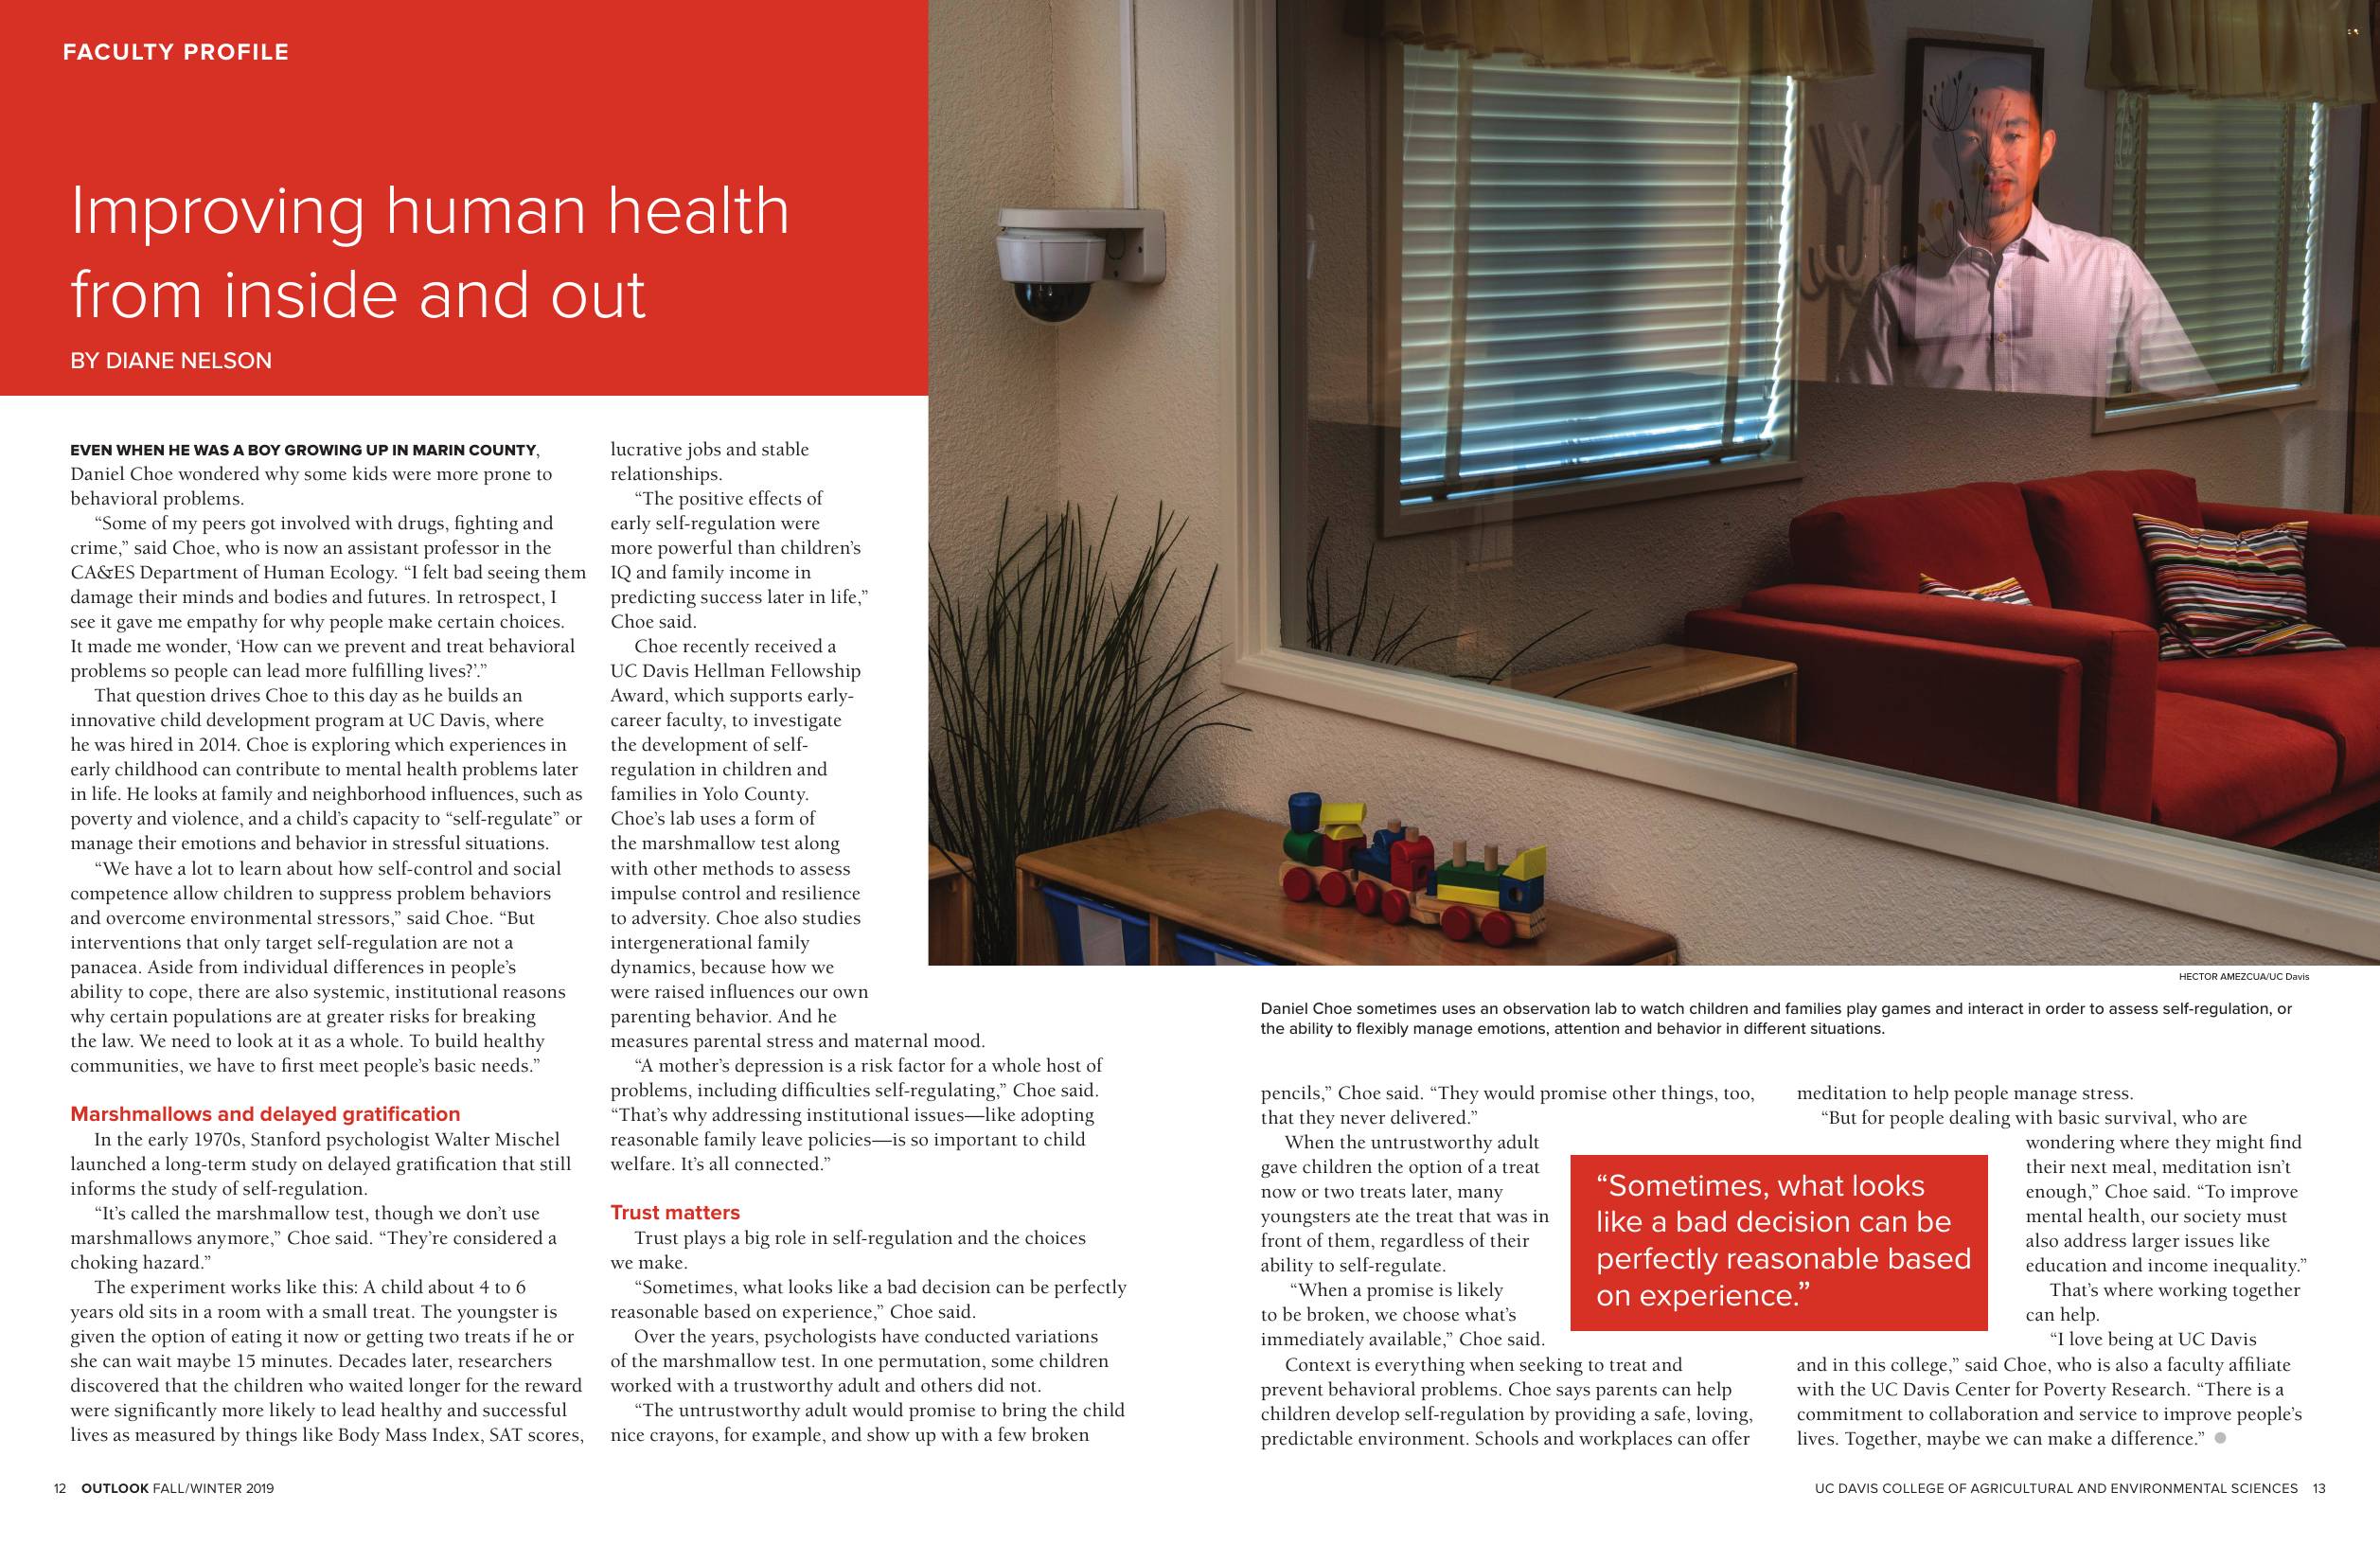 FACULTY PROFILE
Improving human health
from inside and out
BY DIANE NELSON
EVEN WHEN HE WAS A BOY GROWING UP IN MARIN COUNTY,
Daniel Choe wondered why some kids were more prone to
behavioral problems.
“Some of my peers got involved with drugs, fighting and
crime,” said Choe, who is now an assistant professor in the
CA&ES Department of Human Ecology. “I felt bad seeing them
damage their minds and bodies and futures. In retrospect, I
see it gave me empathy for why people make certain choices.
It made me wonder, ‘How can we prevent and treat behavioral
problems so people can lead more fulfilling lives?’.”
That question drives Choe to this day as he builds an
innovative child development program at UC Davis, where
he was hired in 2014. Choe is exploring which experiences in
early childhood can contribute to mental health problems later
in life. He looks at family and neighborhood influences, such as
poverty and violence, and a child’s capacity to “self-regulate” or
manage their emotions and behavior in stressful situations.
“We have a lot to learn about how self-control and social
competence allow children to suppress problem behaviors
and overcome environmental stressors,” said Choe. “But
interventions that only target self-regulation are not a
panacea. Aside from individual differences in people’s
ability to cope, there are also systemic, institutional reasons
why certain populations are at greater risks for breaking
the law. We need to look at it as a whole. To build healthy
communities, we have to first meet people’s basic needs.”
Marshmallows and delayed gratification
In the early 1970s, Stanford psychologist Walter Mischel
launched a long-term study on delayed gratification that still
informs the study of self-regulation.
“It’s called the marshmallow test, though we don’t use
marshmallows anymore,” Choe said. “They’re considered a
choking hazard.”
The experiment works like this: A child about 4 to 6
years old sits in a room with a small treat. The youngster is
given the option of eating it now or getting two treats if he or
she can wait maybe 15 minutes. Decades later, researchers
discovered that the children who waited longer for the reward
were significantly more likely to lead healthy and successful
lives as measured by things like Body Mass Index, SAT scores,
lucrative jobs and stable
relationships.
“The positive effects of
early self-regulation were
more powerful than children’s
IQ and family income in
predicting success later in life,”
Choe said.
Choe recently received a
UC Davis Hellman Fellowship
Award, which supports early-
career faculty, to investigate
the development of self-
regulation in children and
families in Yolo County.
Choe’s lab uses a form of
the marshmallow test along
with other methods to assess
impulse control and resilience
to adversity. Choe also studies
intergenerational family
dynamics, because how we
were raised influences our own
parenting behavior. And he
measures parental stress and maternal mood.
“A mother’s depression is a risk factor for a whole host of
problems, including difficulties self-regulating,” Choe said.
“That’s why addressing institutional issues—like adopting
reasonable family leave policies—is so important to child
welfare. It’s all connected.”
Trust matters
Trust plays a big role in self-regulation and the choices
we make.
“Sometimes, what looks like a bad decision can be perfectly
reasonable based on experience,” Choe said.
Over the years, psychologists have conducted variations
of the marshmallow test. In one permutation, some children
worked with a trustworthy adult and others did not.
“The untrustworthy adult would promise to bring the child
nice crayons, for example, and show up with a few broken
HECTOR AMEZCUA/UC Davis
Daniel Choe sometimes uses an observation lab to watch children and families play games and interact in order to assess self-regulation, or
the ability to flexibly manage emotions, attention and behavior in different situations.
pencils,” Choe said. “They would promise other things, too,
that they never delivered.”
When the untrustworthy adult
gave children the option of a treat
now or two treats later, many
youngsters ate the treat that was in
front of them, regardless of their
ability to self-regulate.
“When a promise is likely
to be broken, we choose what’s
immediately available,” Choe said.
Context is everything when seeking to treat and
prevent behavioral problems. Choe says parents can help
children develop self-regulation by providing a safe, loving,
predictable environment. Schools and workplaces can offer
“Sometimes, what looks
like a bad decision can be
perfectly reasonable based
on experience.”
meditation to help people manage stress.
“But for people dealing with basic survival, who are
wondering where they might find
their next meal, meditation isn’t
enough,” Choe said. “To improve
mental health, our society must
also address larger issues like
education and income inequality.”
That’s where working together
can help.
“I love being at UC Davis
and in this college,” said Choe, who is also a faculty affiliate
with the UC Davis Center for Poverty Research. “There is a
commitment to collaboration and service to improve people’s
lives. Together, maybe we can make a difference.”
12 OUTLOOK FALL/WINTER 2019
UC DAVIS COLLEGE OF AGRICULTURAL AND ENVIRONMENTAL SCIENCES 13